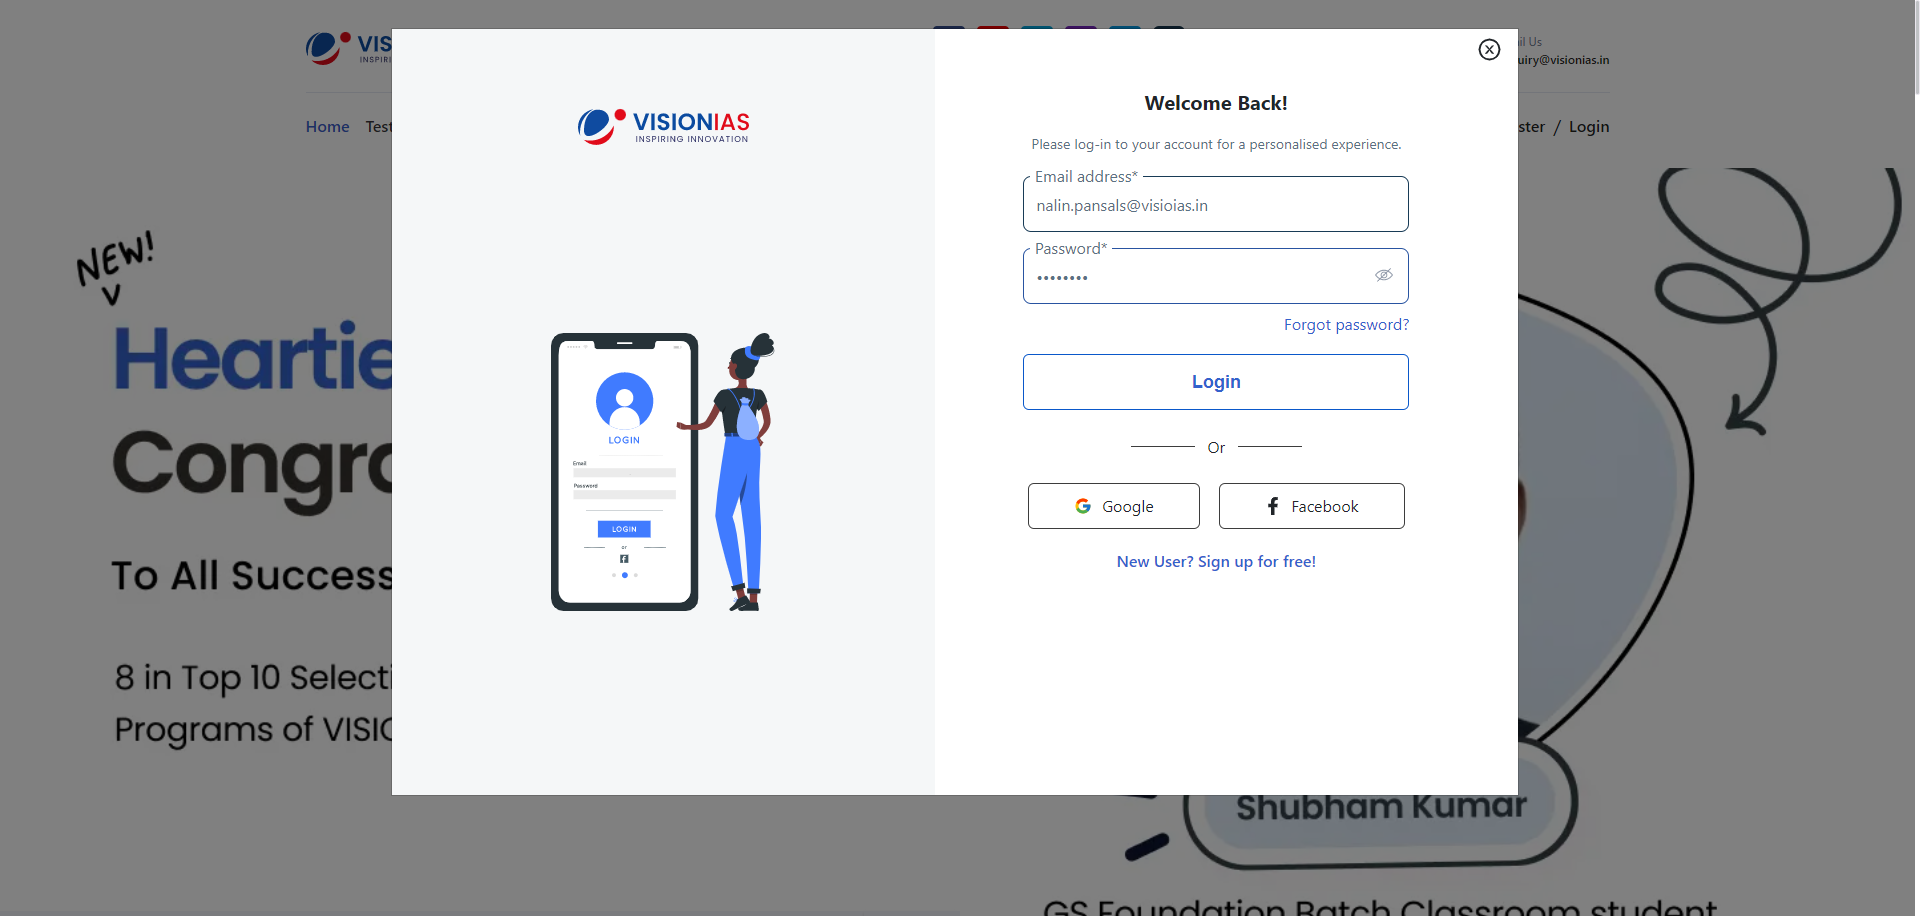 VIS
INSPIRI
il Us
uiry@visionias.in
Home Test
ster / Login
NEW!
Heartie
Congra
To All Success
8 in Top 10 Selecti
Programs of VISIO
VISIONIAS
INSPIRING INNOVATION
LOGIN
Email
Password
LOGIN
or
Welcome Back!
Please log-in to your account for a personalised experience.
Email address*
nalin.pansals@visioias.in
Password*
••••••••
Forgot password?
Login
Or
Google
Facebook
New User? Sign up for free!
Shubham Kumar
GS Foundation Batch Classroom student